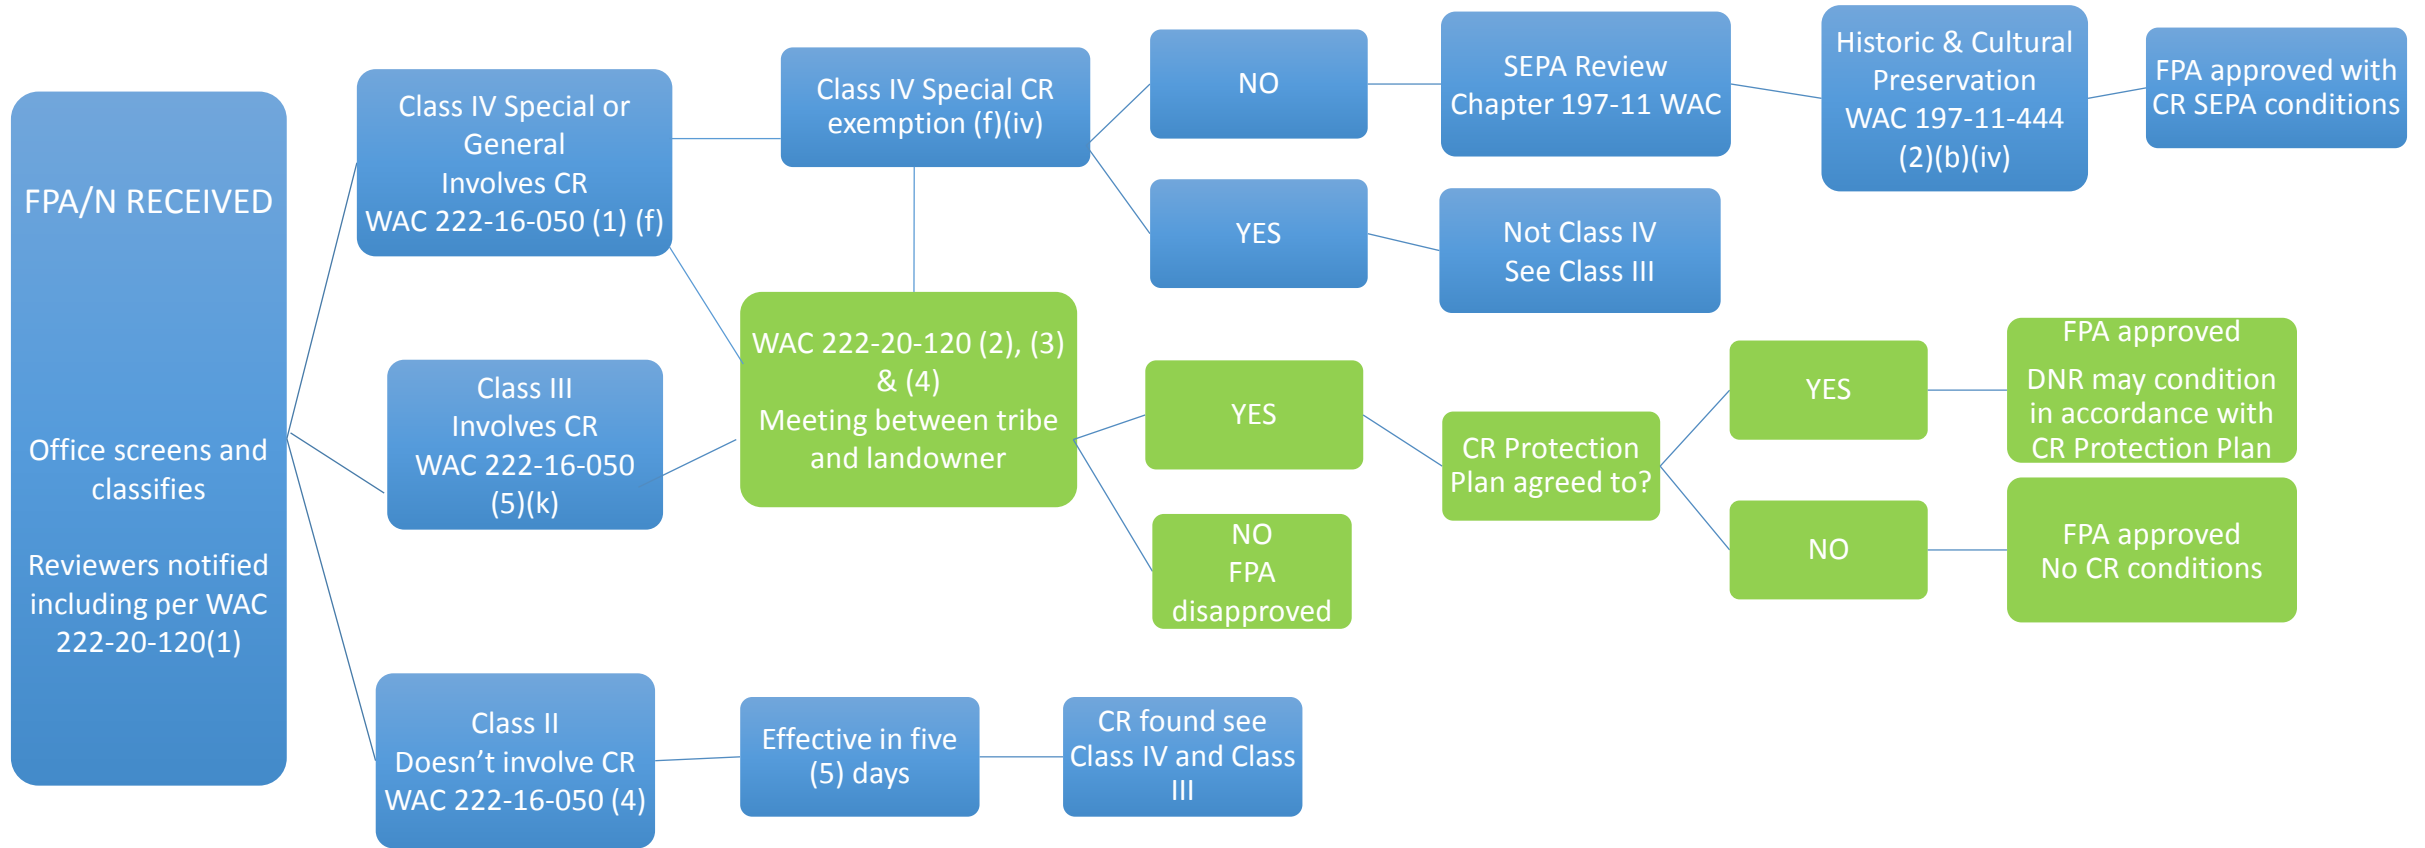 FPA/N RECEIVED
Office screens and
classifies
Reviewers notified
including per WAC
222-20-120(1)
Class IV Special or
General
Involves CR
WAC 222-16-050 (1) (f)
Class IV Special CR
exemption (f)(iv)
NO
SEPA Review
Chapter 197-11 WAC
Historic & Cultural
Preservation
WAC 197-11-444
(2)(b)(iv)
FPA approved with
CR SEPA conditions
YES
Not Class IV
See Class III
Class III
Involves CR
WAC 222-16-050
(5)(k)
WAC 222-20-120 (2), (3)
& (4)
Meeting between tribe
and landowner
YES
CR Protection
Plan agreed to?
YES
FPA approved
DNR may condition
in accordance with
CR Protection Plan
NO
FPA approved
No CR conditions
NO
FPA
disapproved
Class II
Doesn’t involve CR
WAC 222-16-050 (4)
Effective in five
(5) days
CR found see
Class IV and Class
III